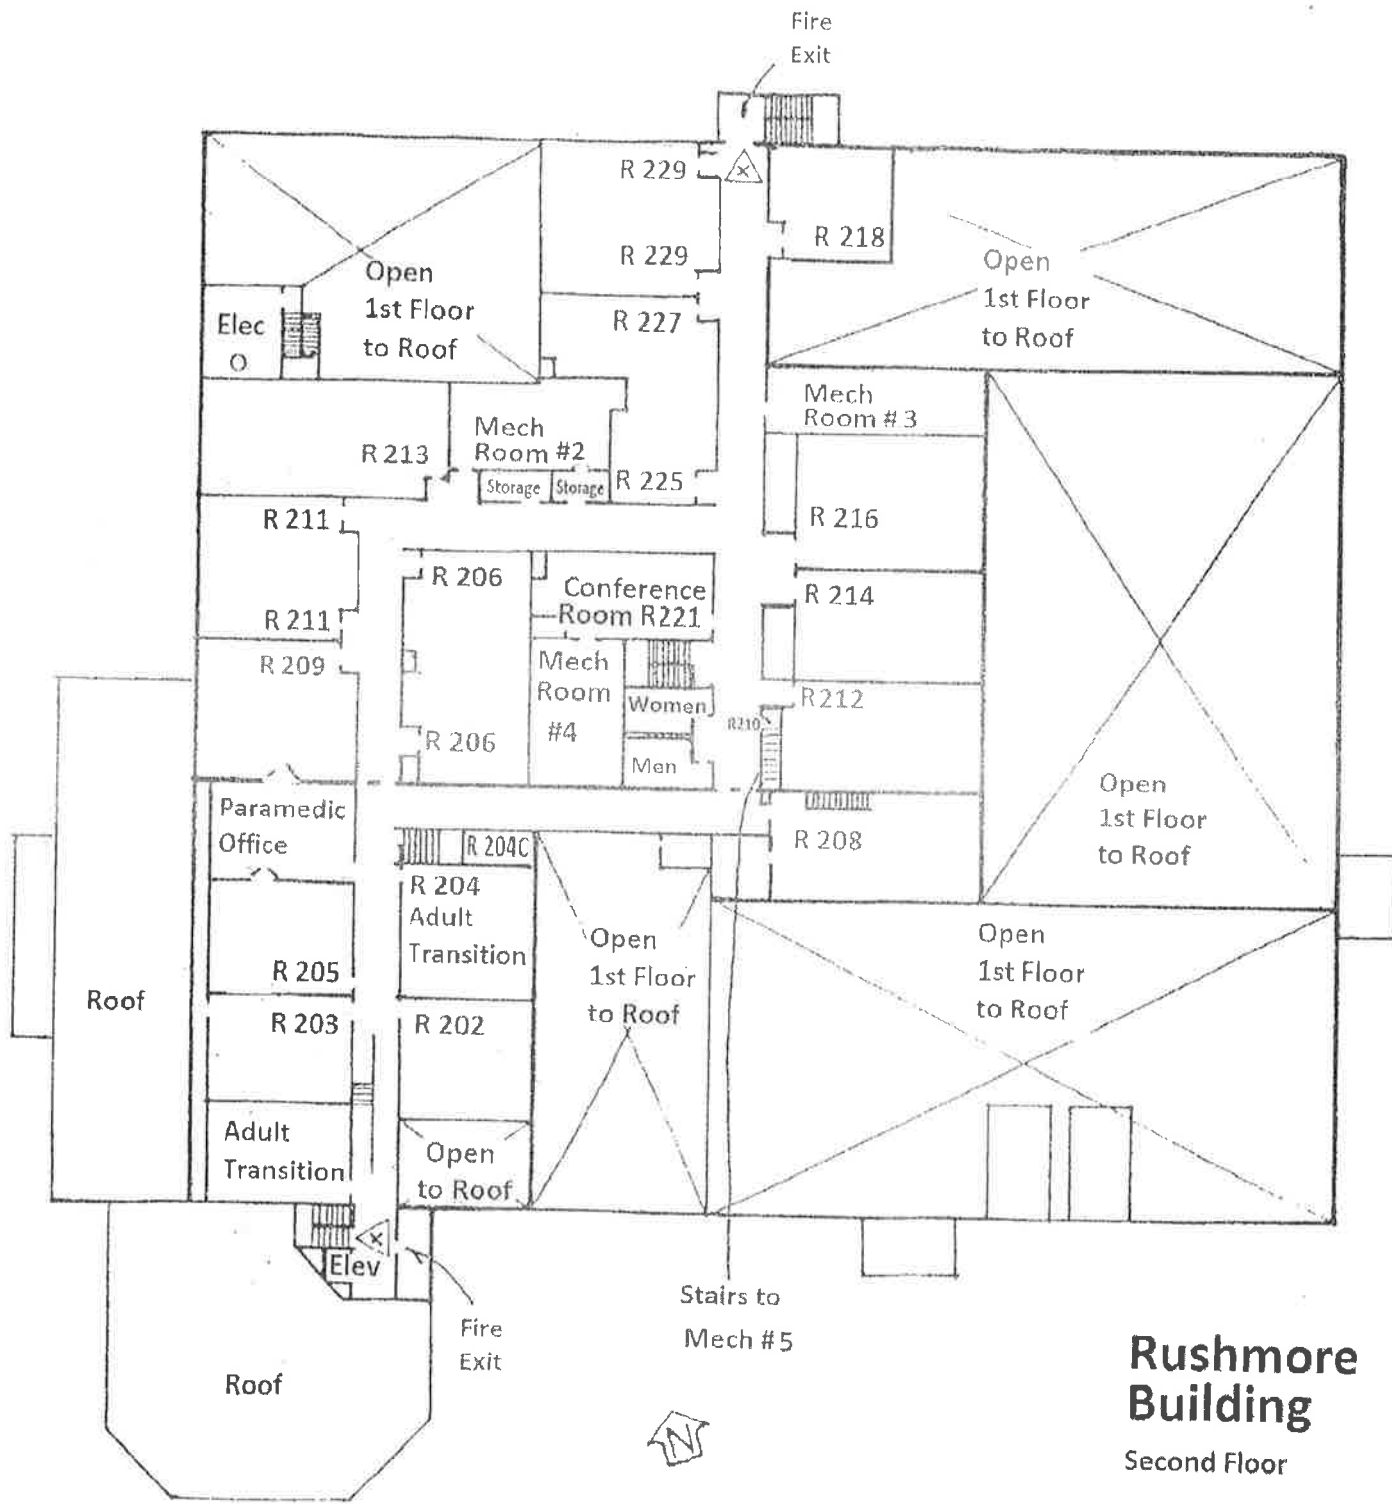 Fire
Exit
R 229
R 218
R 229
Open
1st Floor
to Roof
Open
1st Floor
to Roof
Elec
O
R 227
Mech
Room #3
Mech
Room #2
R 213
Storage
Storage
R 225
R 211
R 216
R 206
Conference
Room R221
R 214
R 211
R 209
Mech
Room
#4
Women
R212
R210
R 206
Men
Paramedic
Office
R 204C
R 208
Open
1st Floor
to Roof
R 204
Adult
Transition
Open
1st Floor
to Roof
Open
1st Floor
to Roof
R 205
Roof
R 203
R 202
Adult
Transition
Open
to Roof
X
Elev
Fire
Exit
Stairs to
Mech #5
Roof
X
N
Rushmore
Building
Second Floor